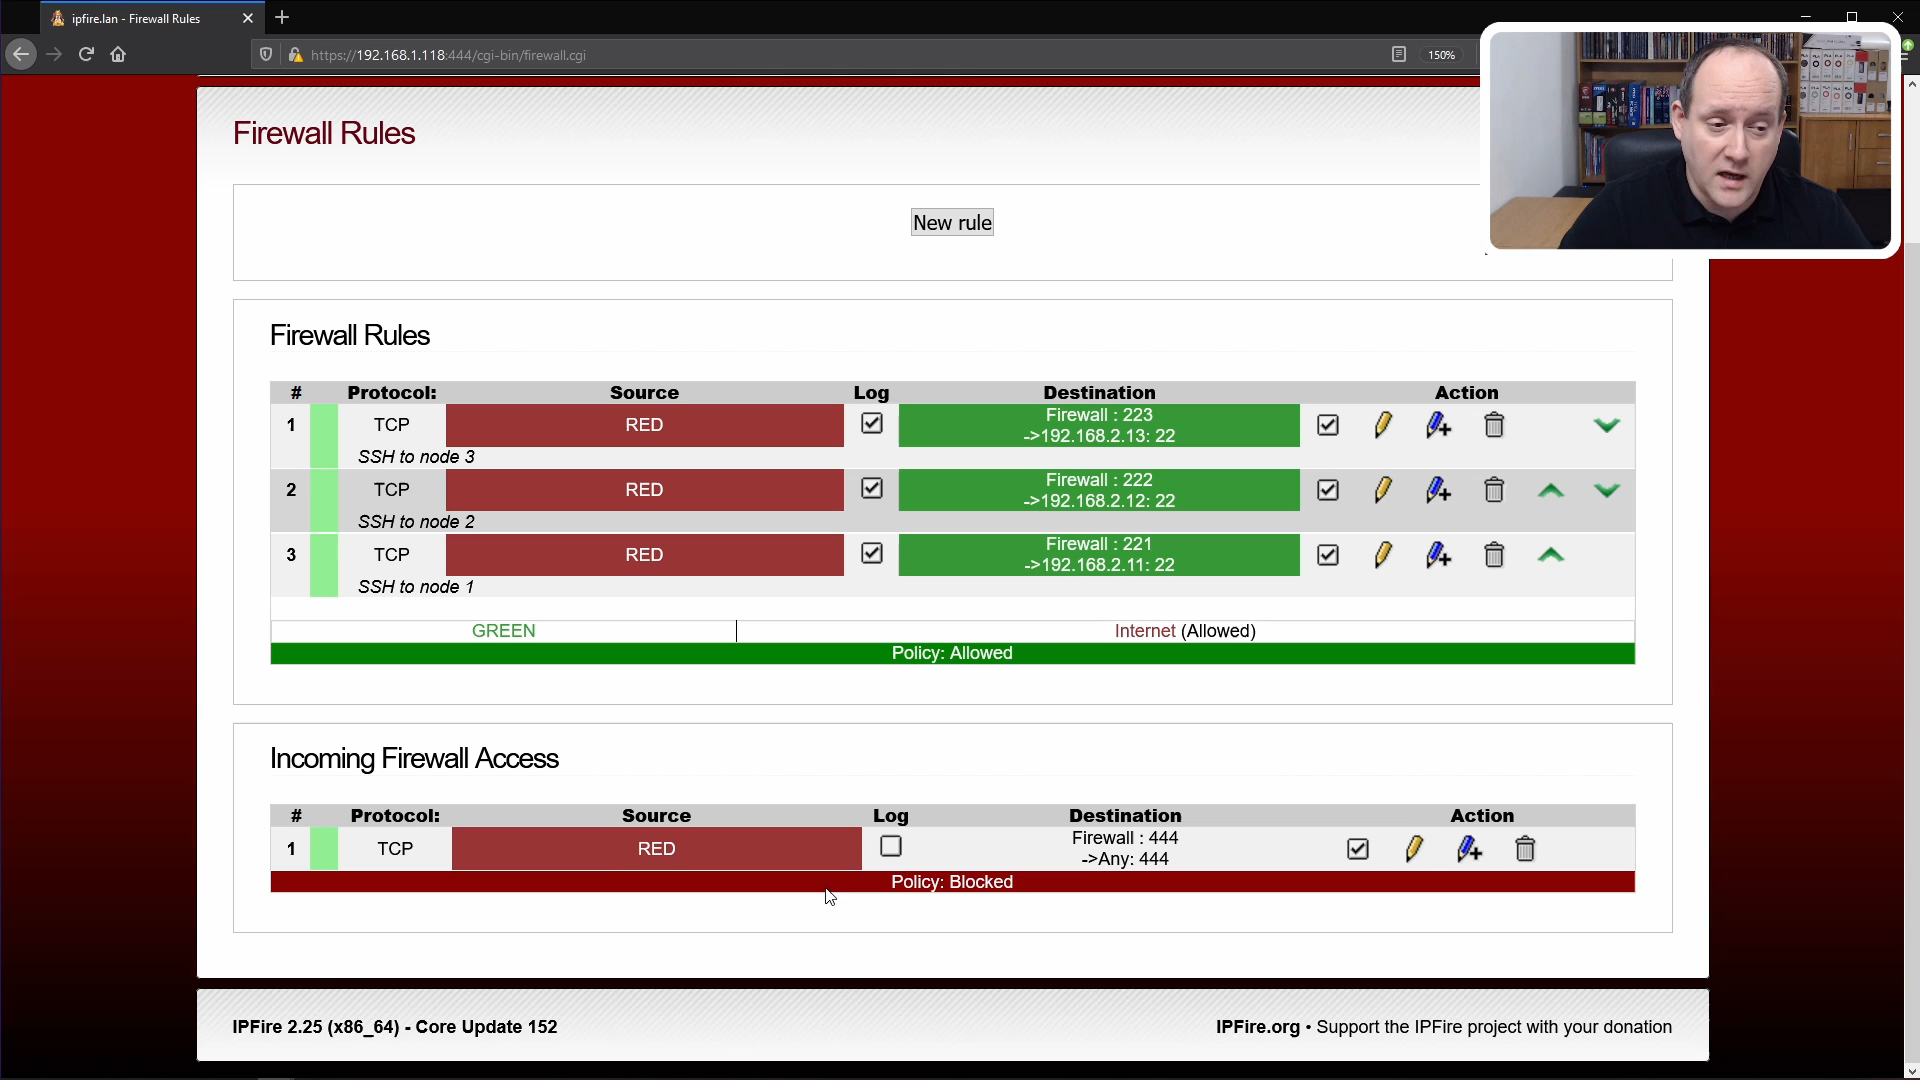 ipfire.lan - Firewall Rules
https://192.168.1.118:444/cgi-bin/firewall.cgi
150%
Firewall Rules
New rule
Firewall Rules
# Protocol: Source Log Destination Action
1 TCP RED Firewall : 223
->192.168.2.13: 22
SSH to node 3
2 TCP RED Firewall : 222
->192.168.2.12: 22
SSH to node 2
3 TCP RED Firewall : 221
->192.168.2.11: 22
SSH to node 1
GREEN Internet (Allowed)
Policy: Allowed
Incoming Firewall Access
# Protocol: Source Log Destination Action
1 TCP RED Firewall : 444
->Any: 444
Policy: Blocked
IPFire 2.25 (x86_64) - Core Update 152
IPFire.org • Support the IPFire project with your donation